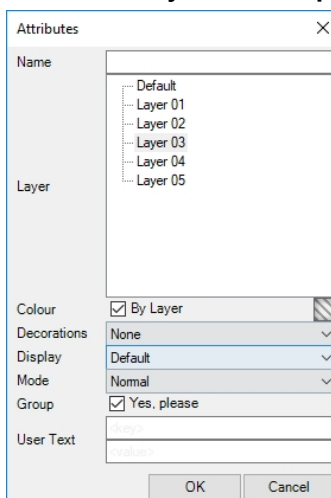 Attributes
Name
Default
Layer 01
Layer 02
Layer 03
Layer 04
Layer 05
Layer
Colour By Layer
Decorations None
Display Default
Mode Normal
Group Yes, please
User Text
<key>
<value>
OK Cancel